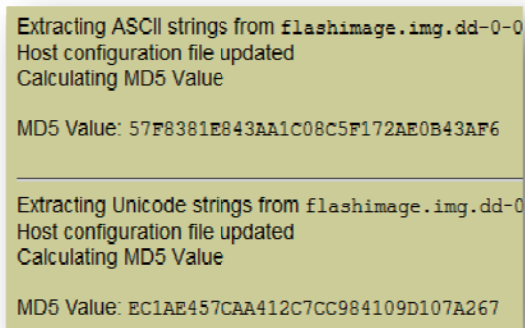 Extracting ASCII strings from flashimage.img.dd-0-0
Host configuration file updated
Calculating MD5 Value
MD5 Value: 57F8381E843AA1C08C5F172AE0B43AF6
Extracting Unicode strings from flashimage.img.dd-0
Host configuration file updated
Calculating MD5 Value
MD5 Value: EC1AE457CAA412C7CC984109D107A267